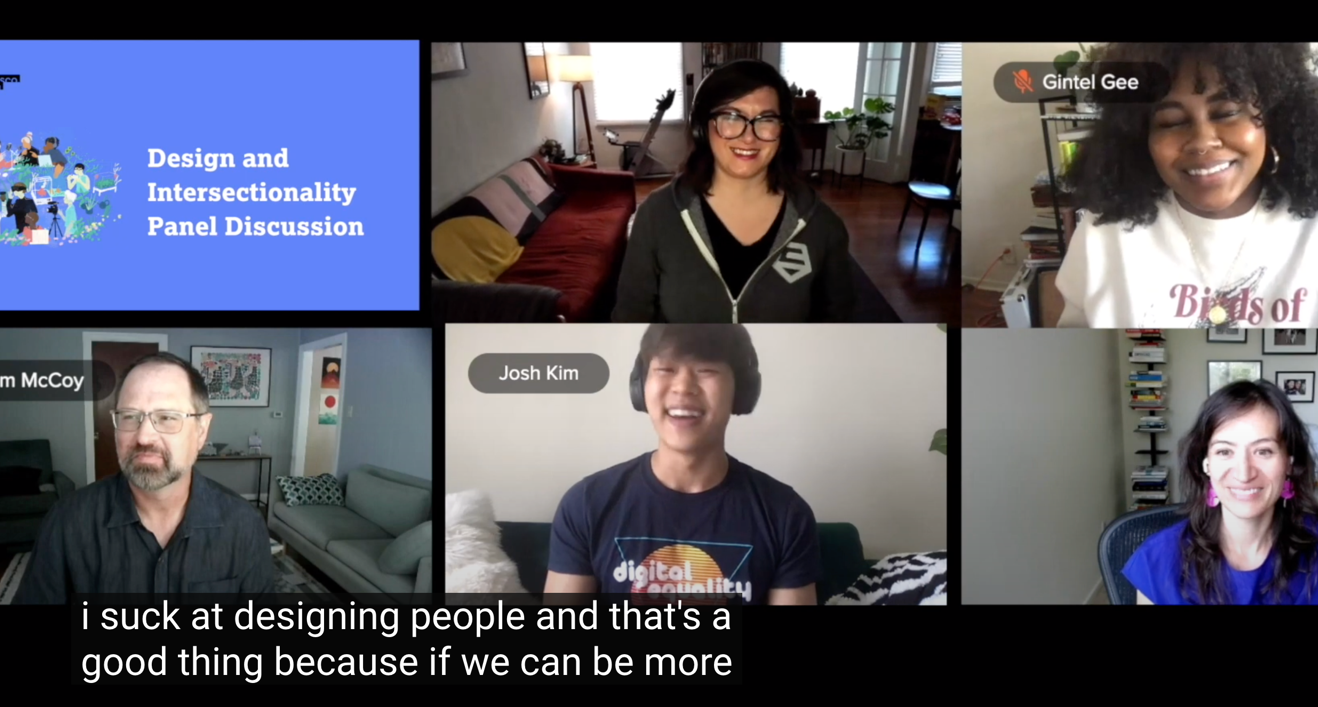 Design and
Intersectionality
Panel Discussion
Gintel Gee
Birds of
m McCoy
Josh Kim
digital
equality
i suck at designing people and that's a
good thing because if we can be more